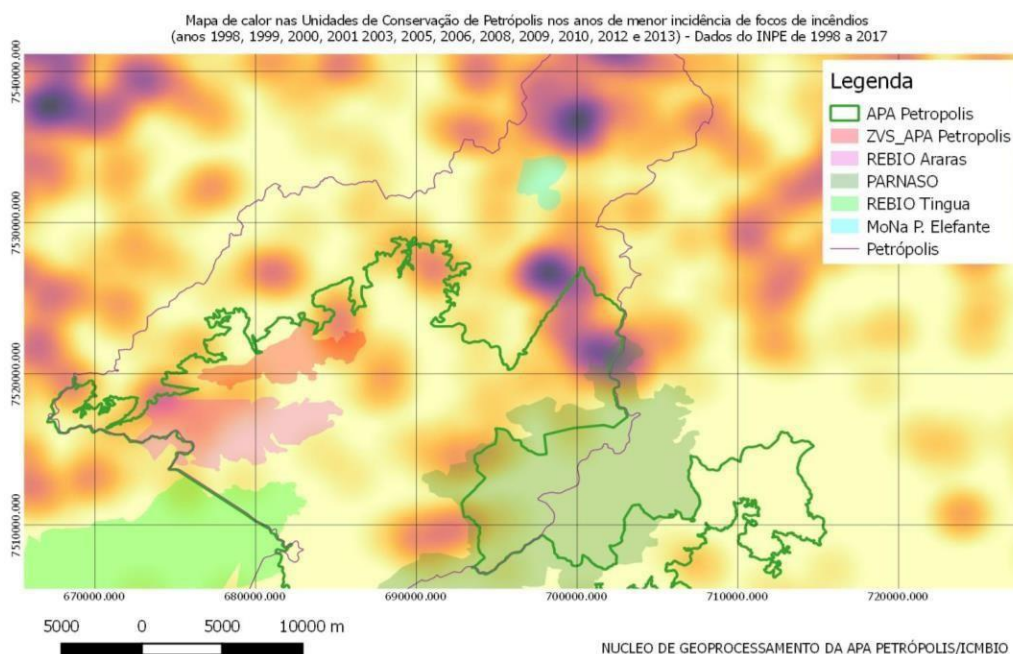 Mapa de calor nas Unidades de Conservação de Petrópolis nos anos de menor incidência de focos de incêndios
(anos 1998, 1999, 2000, 2001 2003, 2005, 2006, 2008, 2009, 2010, 2012 e 2013) - Dados do INPE de 1998 a 2017
Legenda
APA Petropolis
ZVS_APA Petropolis
REBIO Araras
PARNASO
REBIO Tingua
MoNa P. Elefante
Petrópolis
7540000.000
7530000.000
7520000.000
7510000.000
670000.000 680000.000 690000.000 700000.000 710000.000 720000.000
5000 0 5000 10000 m
NUCLEO DE GEOPROCESSAMENTO DA APA PETRÓPOLIS/ICMBIO